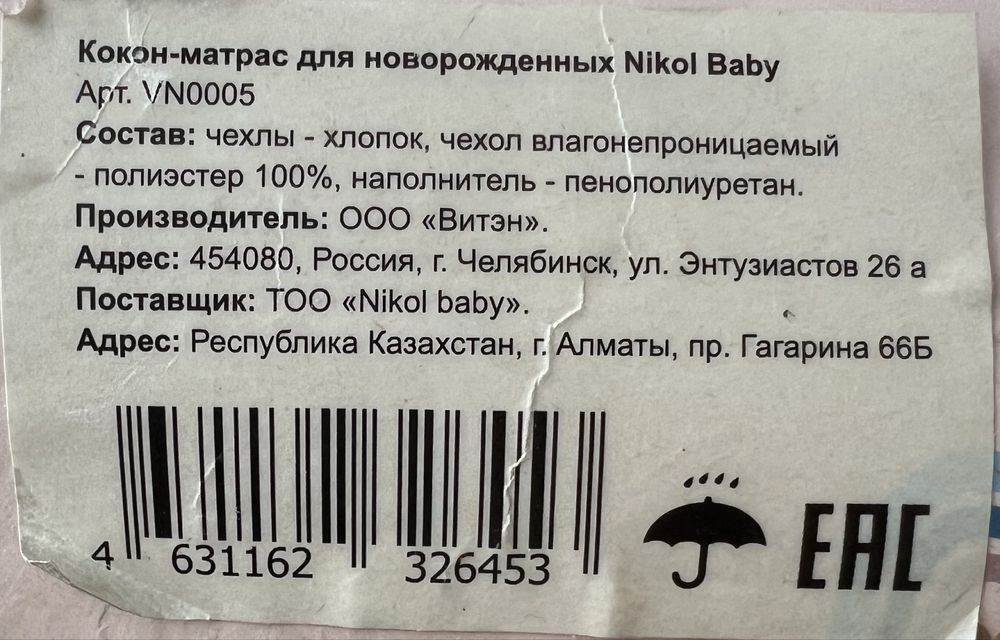 Кокон-матрас для новорожденных Nikol Baby
Арт. VN0005
Состав: чехлы - хлопок, чехол влагонепроницаемый
- полиэстер 100%, наполнитель - пенополиуретан.
Производитель: ООО «Витэн».
Адрес: 454080, Россия, г. Челябинск, ул. Энтузиастов 26 а
Поставщик: ТОО «Nikol baby».
Адрес: Республика Казахстан, г. Алматы, пр. Гагарина 66Б
4 631162 326453
EAC